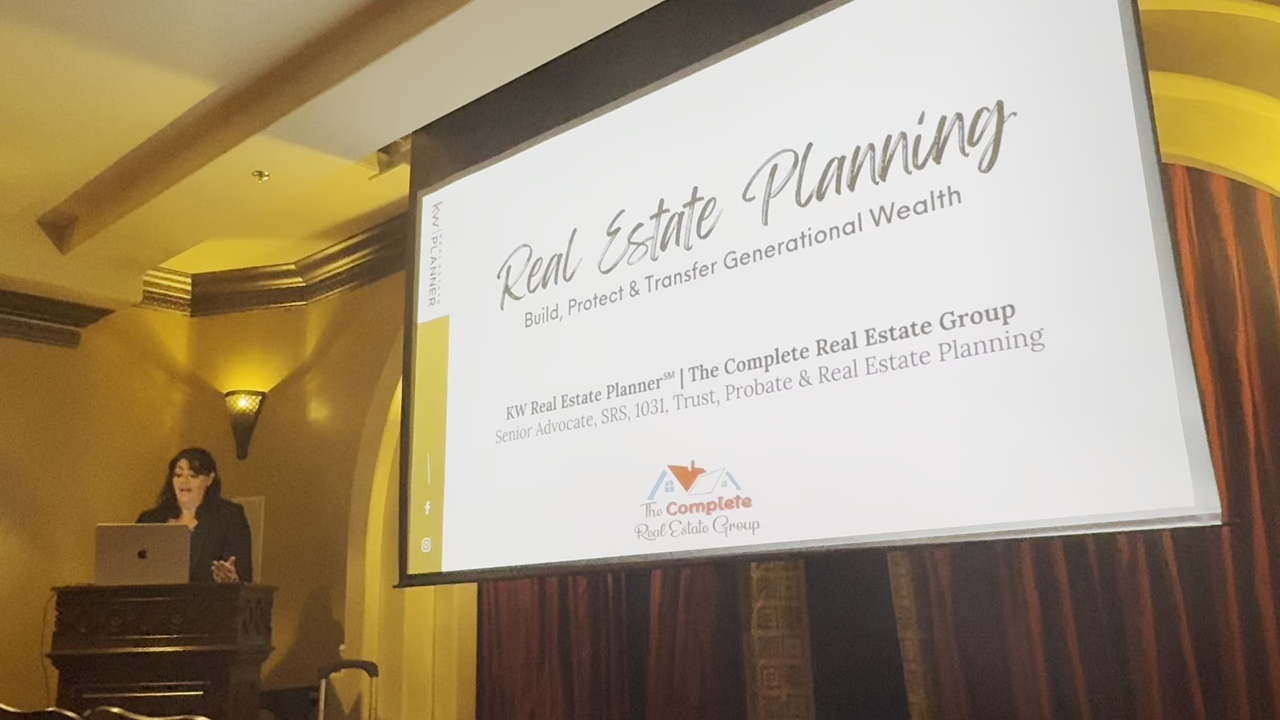 Real Estate Planning
Build, Protect & Transfer Generational Wealth
KW Real Estate Planner℠ | The Complete Real Estate Group
Senior Advocate, SRS, 1031, Trust, Probate & Real Estate Planning
The Complete
Real Estate Group
kw PLANNER